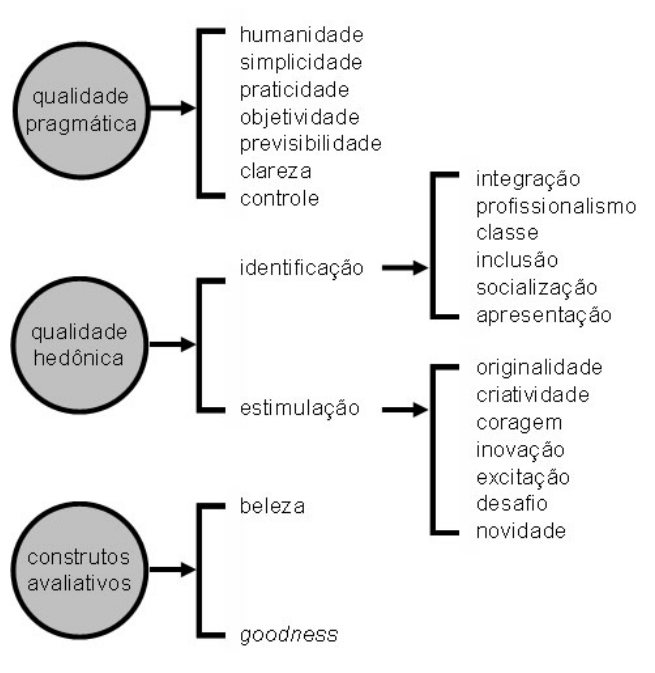 qualidade
pragmática
humanidade
simplicidade
praticidade
objetividade
previsibilidade
clareza
controle
qualidade
hedônica
identificação
integração
profissionalismo
classe
inclusão
socialização
apresentação
estimulação
originalidade
criatividade
coragem
inovação
excitação
desafio
novidade
construtos
avaliativos
beleza
goodness